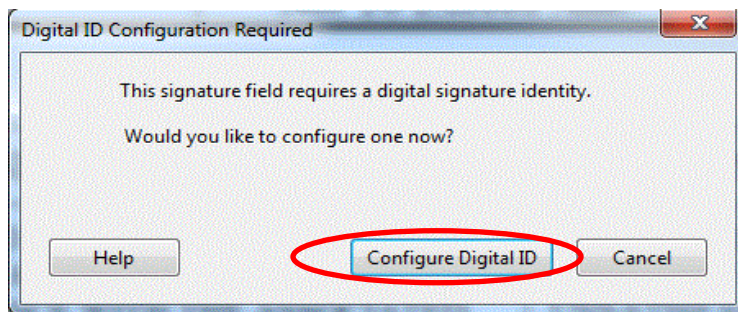 Digital ID Configuration Required
This signature field requires a digital signature identity.
Would you like to configure one now?
Help Configure Digital ID Cancel